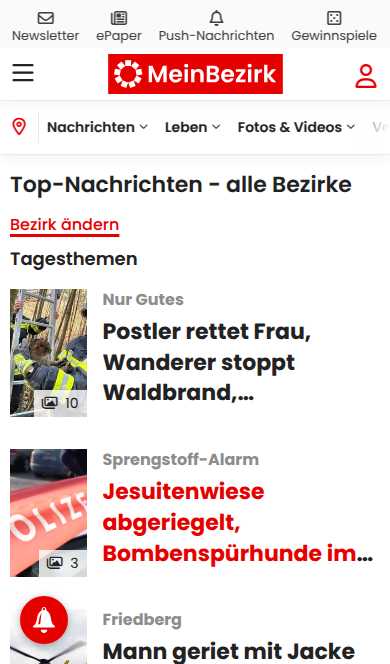 Newsletter ePaper Push-Nachrichten Gewinnspiele
MeinBezirk
Nachrichten Leben Fotos & Videos Ve
Top-Nachrichten - alle Bezirke
Bezirk ändern
Tagesthemen
Nur Gutes
Postler rettet Frau,
Wanderer stoppt
Waldbrand,…
10
Sprengstoff-Alarm
Jesuitenwiese
abgeriegelt,
Bombenspürhunde im…
OLIZE
3
Friedberg
Mann geriet mit Jacke